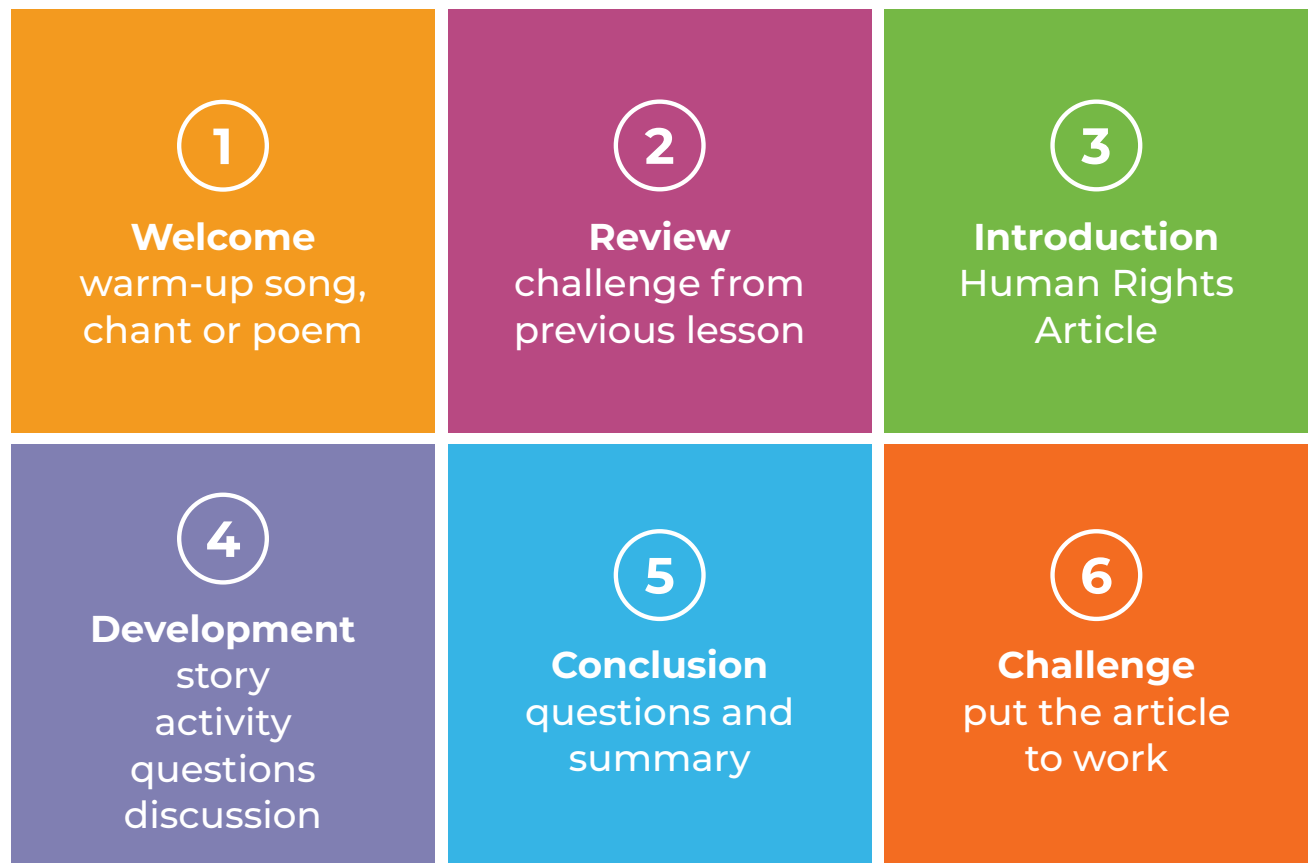 1
Welcome
warm-up song,
chant or poem
2
Review
challenge from
previous lesson
3
Introduction
Human Rights
Article
4
Development
story
activity
questions
discussion
5
Conclusion
questions and
summary
6
Challenge
put the article
to work